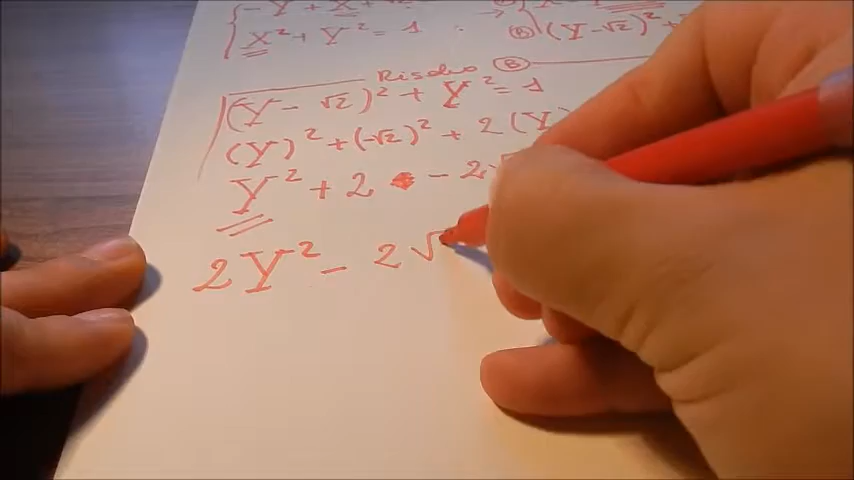 - Y + X
X² + Y² = 1 → (B) (Y - √2)² +
Risolvo (B)
(Y - √2)² + Y² = 1
(Y)² + (-√2)² + 2 (Y
Y² + 2 - 2
2Y² - 2√